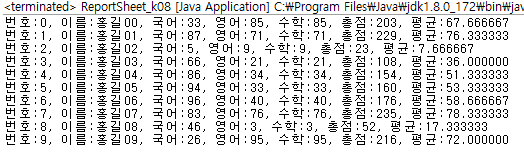 <terminated> ReportSheet_k08 [Java Application] C:\Program Files\Java\jdk1.8.0_172\bin\jav
번호:0, 이름:홍길00, 국어:33, 영어:85, 수학:85, 총점:203, 평균:67.666667
번호:1, 이름:홍길01, 국어:87, 영어:71, 수학:71, 총점:229, 평균:76.333333
번호:2, 이름:홍길02, 국어:5, 영어:9, 수학:9, 총점:23, 평균:7.666667
번호:3, 이름:홍길03, 국어:66, 영어:21, 수학:21, 총점:108, 평균:36.000000
번호:4, 이름:홍길04, 국어:86, 영어:34, 수학:34, 총점:154, 평균:51.333333
번호:5, 이름:홍길05, 국어:94, 영어:33, 수학:33, 총점:160, 평균:53.333333
번호:6, 이름:홍길06, 국어:96, 영어:40, 수학:40, 총점:176, 평균:58.666667
번호:7, 이름:홍길07, 국어:83, 영어:76, 수학:76, 총점:235, 평균:78.333333
번호:8, 이름:홍길08, 국어:46, 영어:3, 수학:3, 총점:52, 평균:17.333333
번호:9, 이름:홍길09, 국어:26, 영어:95, 수학:95, 총점:216, 평균:72.000000